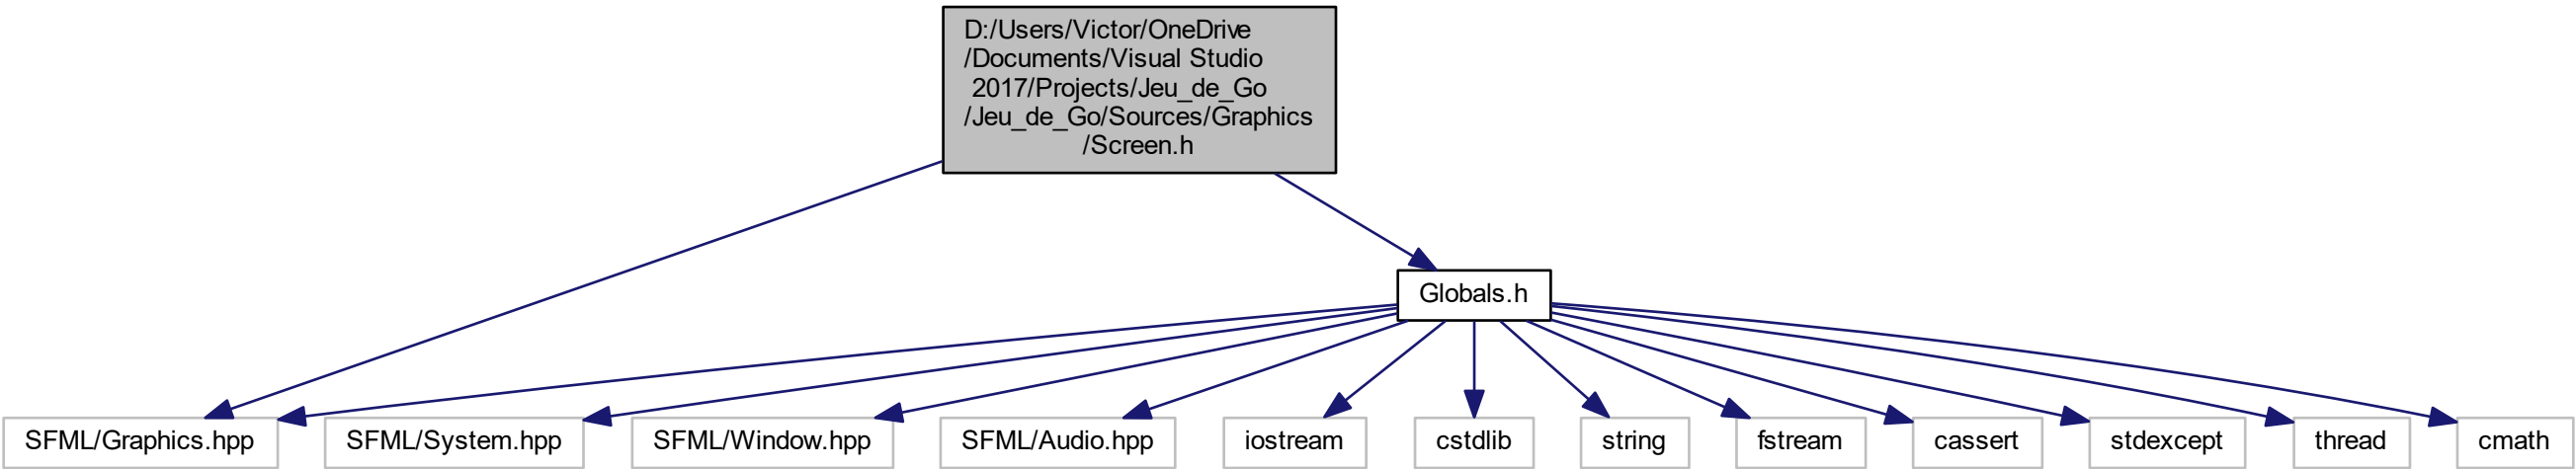 D:/Users/Victor/OneDrive
/Documents/Visual Studio
2017/Projects/Jeu_de_Go
/Jeu_de_Go/Sources/Graphics
/Screen.h
Globals.h
SFML/Graphics.hpp
SFML/System.hpp
SFML/Window.hpp
SFML/Audio.hpp
iostream
cstdlib
string
fstream
cassert
stdexcept
thread
cmath